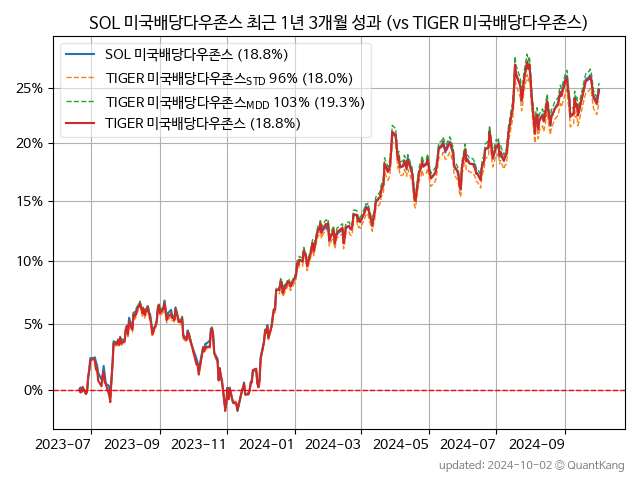 SOL 미국배당다우존스 최근 1년 3개월 성과 (vs TIGER 미국배당다우존스)
SOL 미국배당다우존스 (18.8%)
TIGER 미국배당다우존스STD 96% (18.0%)
TIGER 미국배당다우존스MDD 103% (19.3%)
TIGER 미국배당다우존스 (18.8%)
25%
20%
15%
10%
5%
0%
2023-07 2023-09 2023-11 2024-01 2024-03 2024-05 2024-07 2024-09
updated: 2024-10-02 © QuantKang